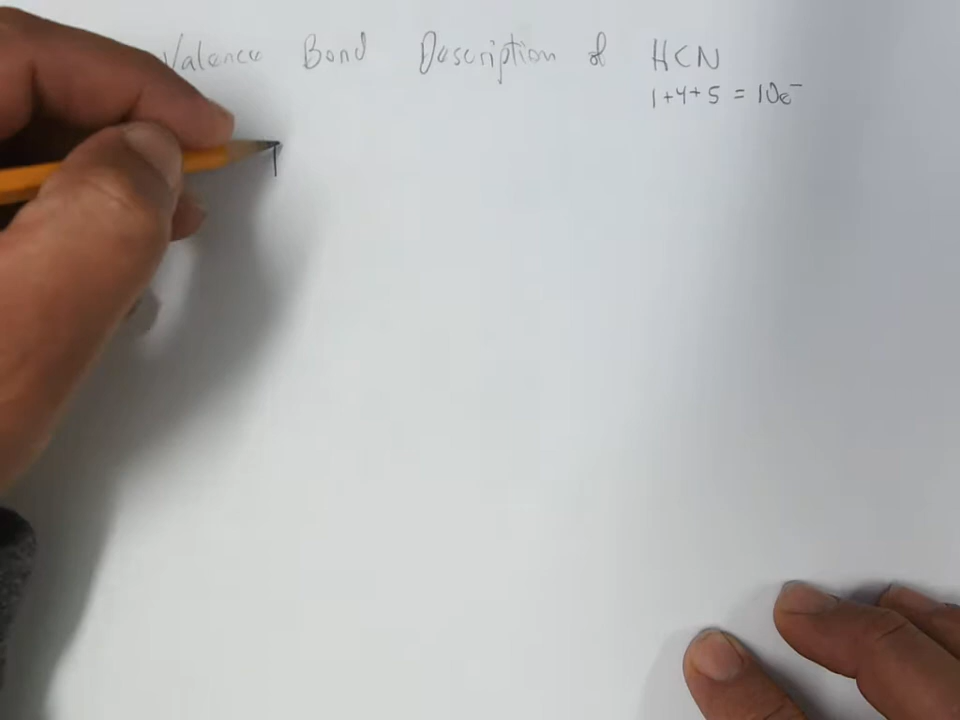 Valence Bond Description of HCN
1+4+5 = 10e⁻